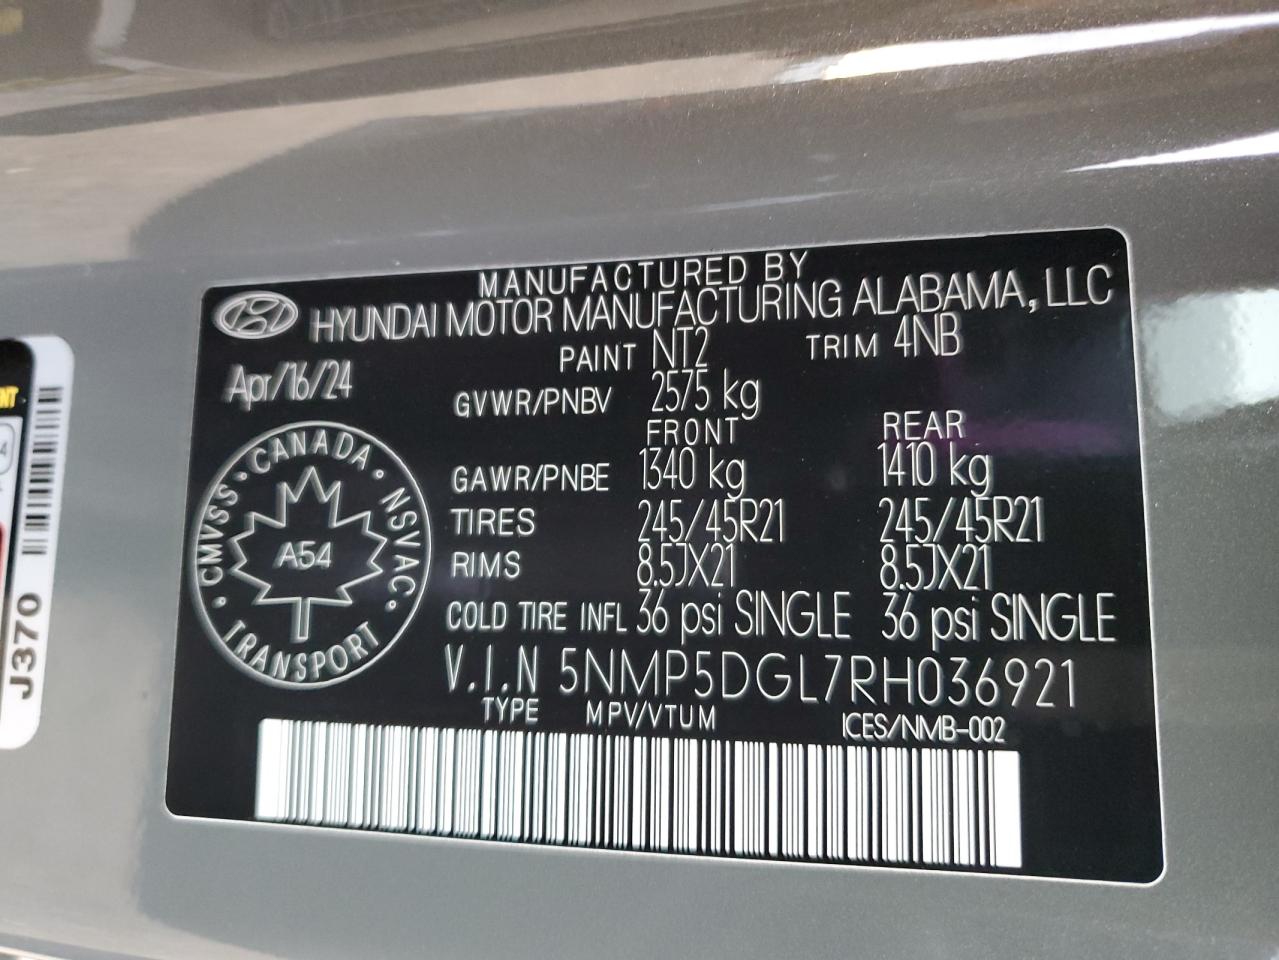 MANUFACTURED BY
HYUNDAI MOTOR MANUFACTURING ALABAMA, LLC
PAINT NT2 TRIM 4NB
Apr/16/24
GVWR/PNBV 2575 kg
FRONT REAR
GAWR/PNBE 1340 kg 1410 kg
TIRES 245/45R21 245/45R21
RIMS 8.5JX21 8.5JX21
COLD TIRE INFL 36 psi SINGLE 36 psi SINGLE
V.I.N 5NMP5DGL7RH036921
TYPE MPV/VTUM ICES/NMB-002
CMVSS · CANADA · NSVAC ·
TRANSPORT
A54
J370
NT
4